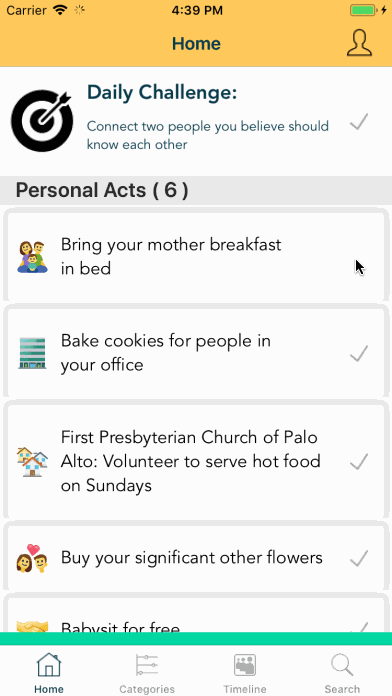 Carrier 4:39 PM
Home
Daily Challenge:
Connect two people you believe should
know each other
Personal Acts ( 6 )
Bring your mother breakfast
in bed
Bake cookies for people in
your office
First Presbyterian Church of Palo
Alto: Volunteer to serve hot food
on Sundays
Buy your significant other flowers
Babysit for free
Home Categories Timeline Search